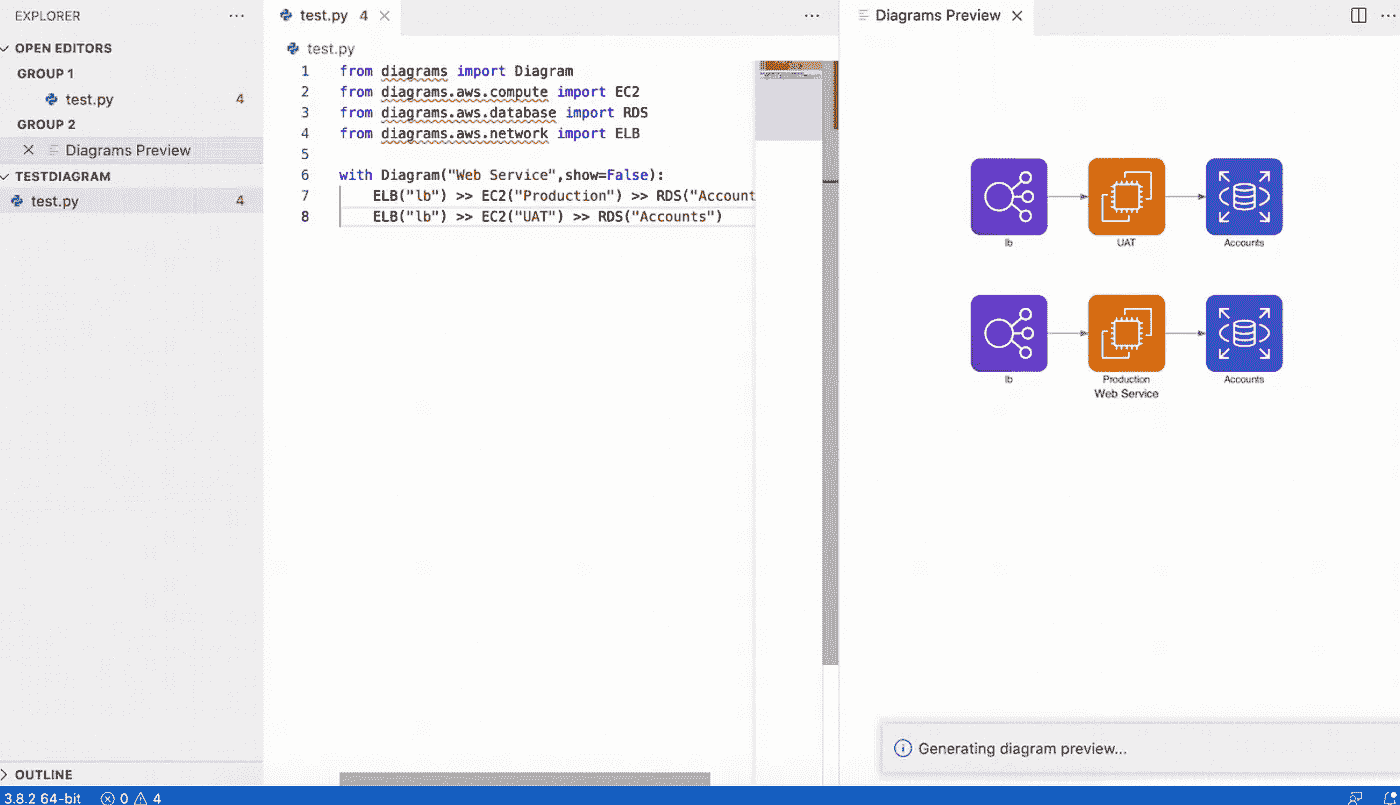 EXPLORER
OPEN EDITORS
GROUP 1
test.py 4
GROUP 2
Diagrams Preview
TESTDIAGRAM
test.py 4
OUTLINE
3.8.2 64-bit 0 4
test.py 4
test.py
1 from diagrams import Diagram
2 from diagrams.aws.compute import EC2
3 from diagrams.aws.database import RDS
4 from diagrams.aws.network import ELB
5
6 with Diagram("Web Service",show=False):
7 ELB("lb") >> EC2("Production") >> RDS("Account
8 ELB("lb") >> EC2("UAT") >> RDS("Accounts")
Diagrams Preview
lb UAT Accounts
lb Production Accounts
Web Service
Generating diagram preview...